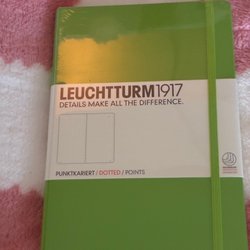 LEUCHTTURM1917
DETAILS MAKE ALL THE DIFFERENCE.
PUNKTKARIERT / DOTTED / POINTS